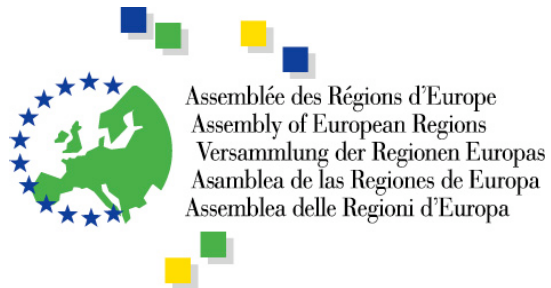 Assemblée des Régions d'Europe
Assembly of European Regions
Versammlung der Regionen Europas
Asamblea de las Regiones de Europa
Assemblea delle Regioni d'Europa